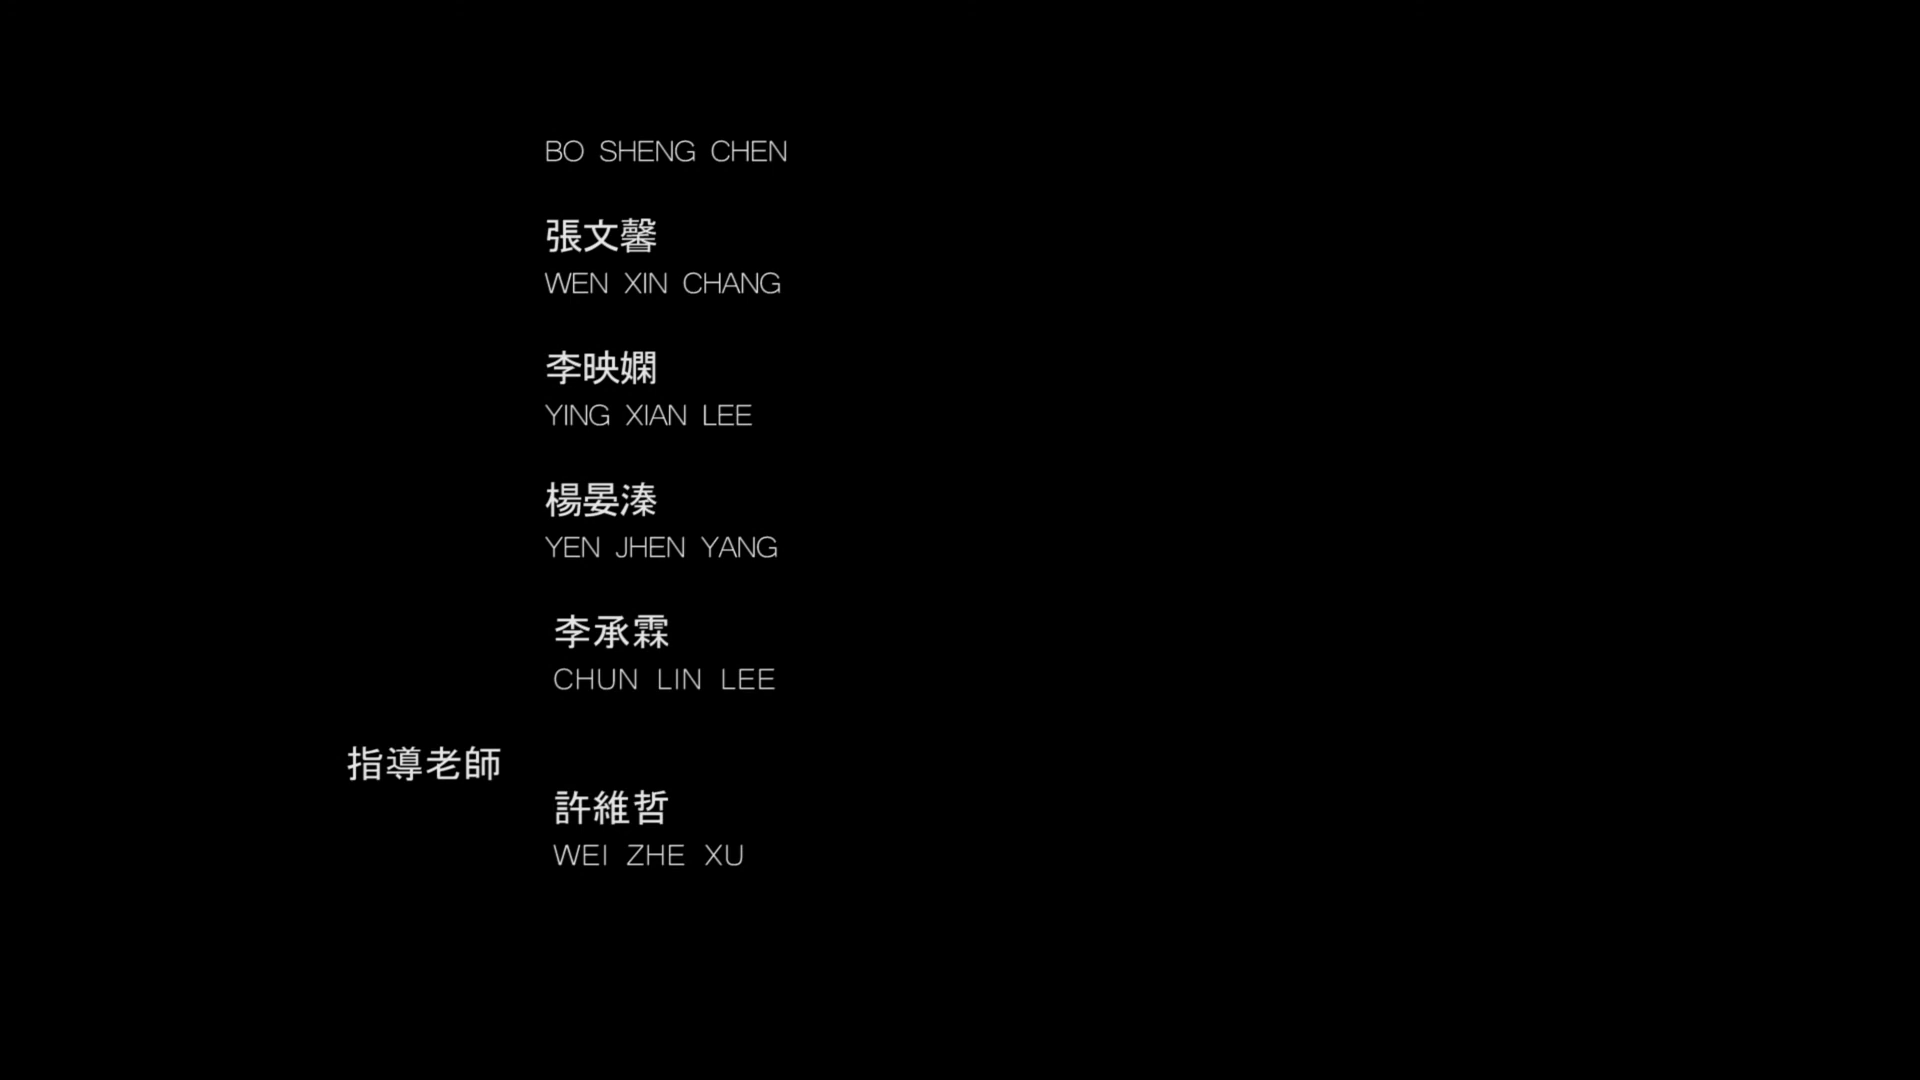 BO SHENG CHEN
張文馨
WEN XIN CHANG
李映嫻
YING XIAN LEE
楊晏溱
YEN JHEN YANG
李承霖
CHUN LIN LEE
指導老師
許維哲
WEI ZHE XU